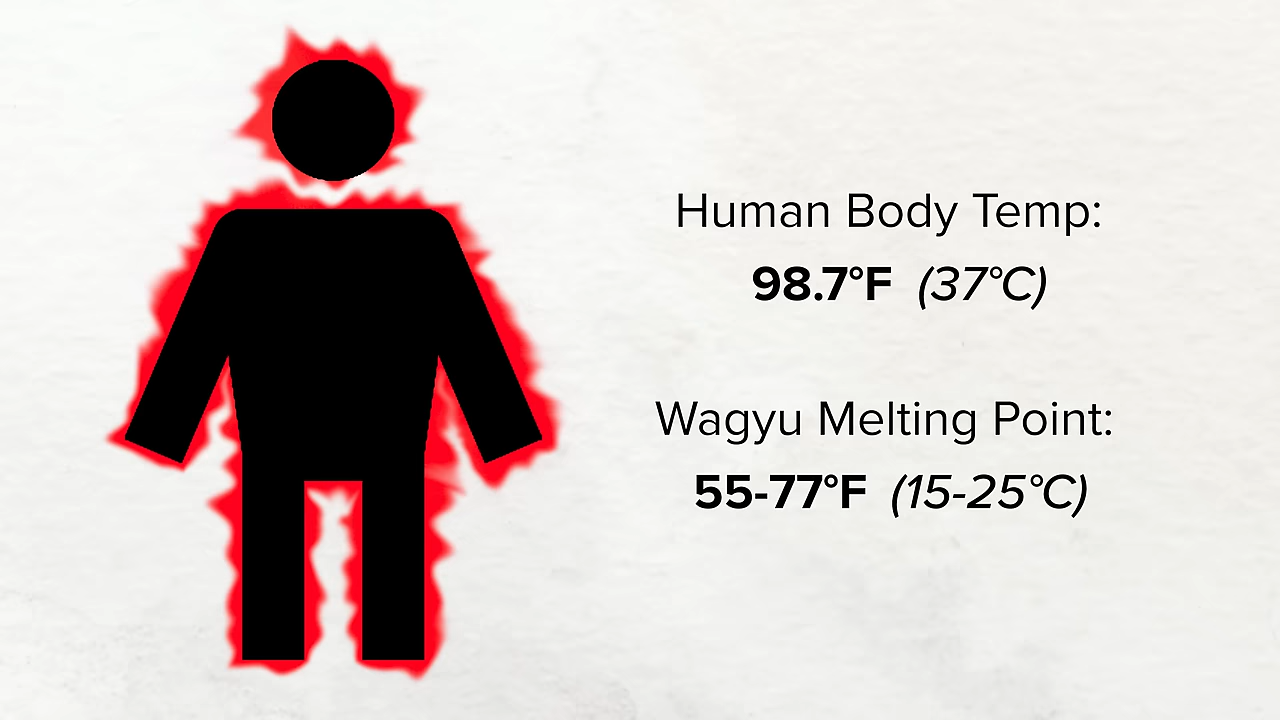 Human Body Temp:
98.7°F (37°C)
Wagyu Melting Point:
55-77°F (15-25°C)